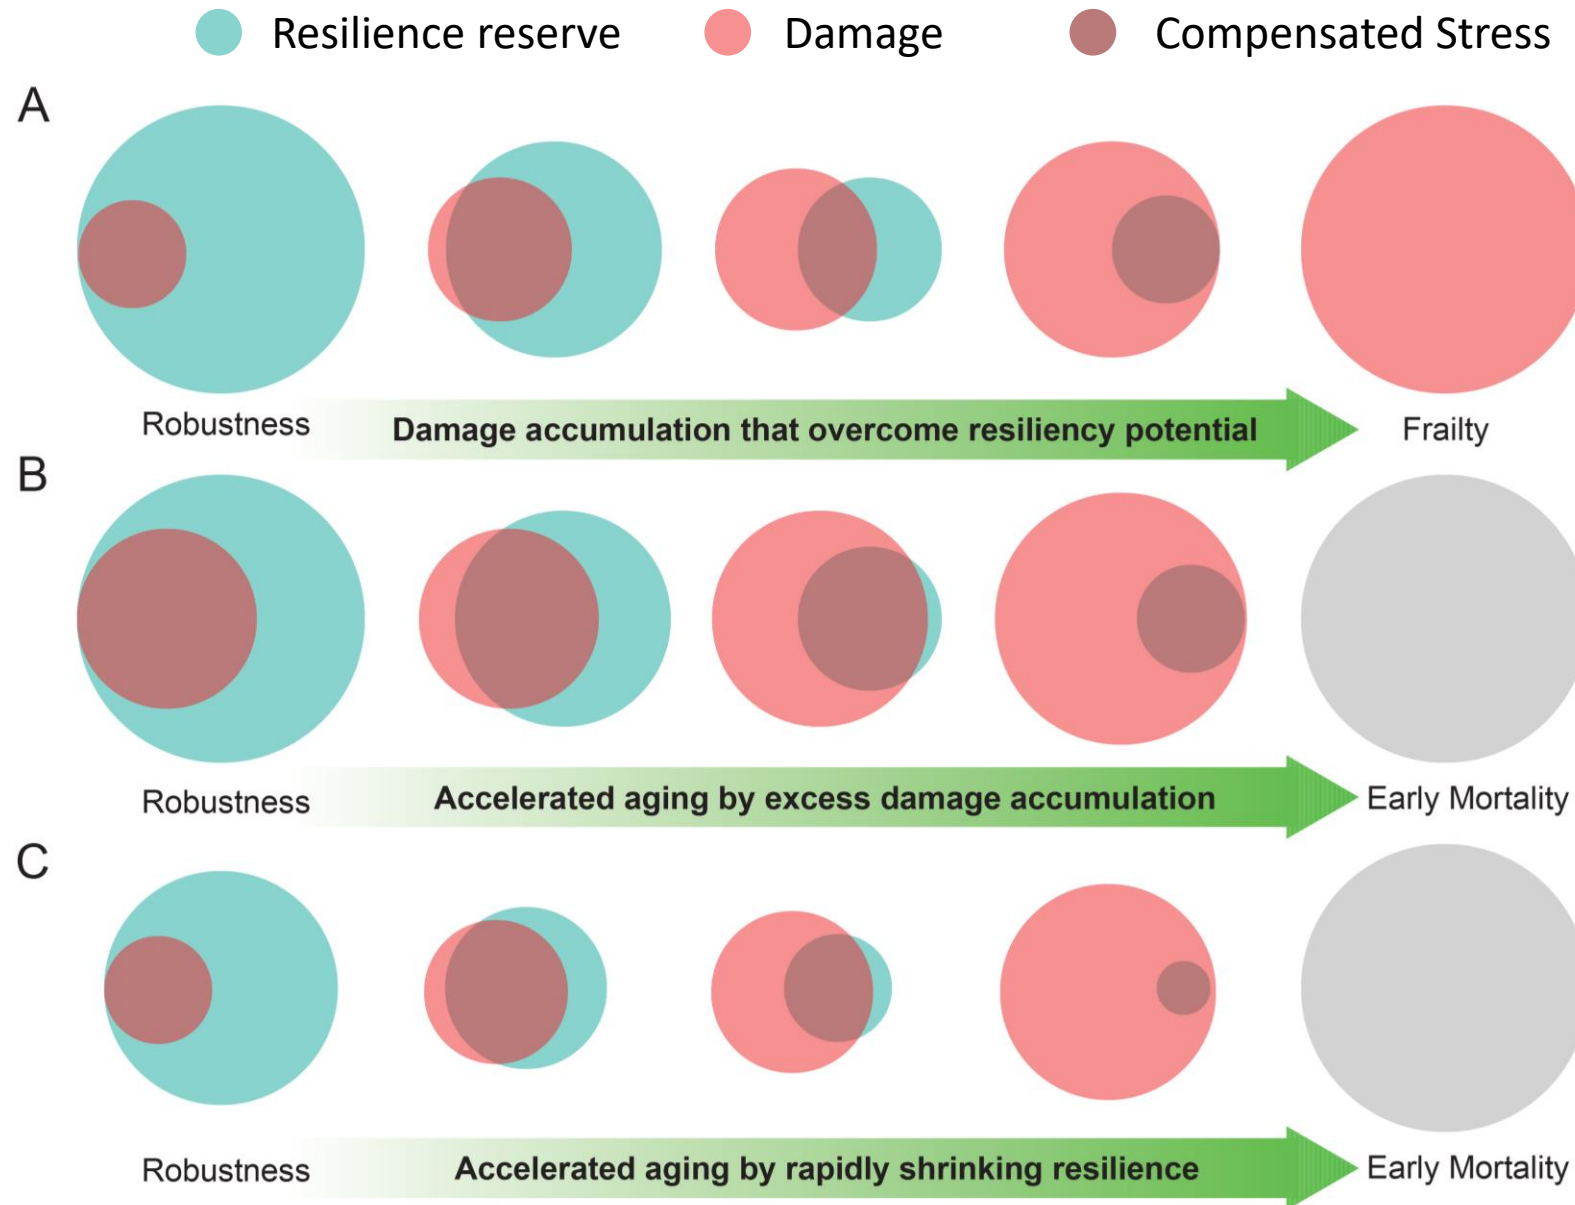 Resilience reserve Damage Compensated Stress
A
Robustness Damage accumulation that overcome resiliency potential Frailty
B
Robustness Accelerated aging by excess damage accumulation Early Mortality
C
Robustness Accelerated aging by rapidly shrinking resilience Early Mortality